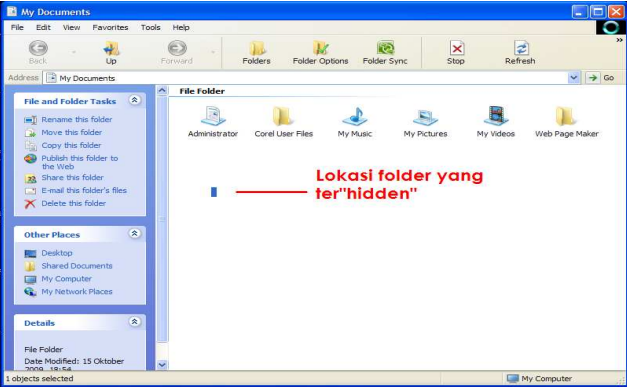 My Documents
File Edit View Favorites Tools Help
Back Up Forward Folders Folder Options Folder Sync Stop Refresh
Address My Documents Go
File and Folder Tasks
Rename this folder
Move this folder
Copy this folder
Publish this folder to
the Web
Share this folder
E-mail this folder's files
Delete this folder
Other Places
Desktop
Shared Documents
My Computer
My Network Places
Details
File Folder
Date Modified: 15 Oktober
2009, 18:54
File Folder
Administrator Corel User Files My Music My Pictures My Videos Web Page Maker
Lokasi folder yang
ter"hidden"
1 objects selected My Computer